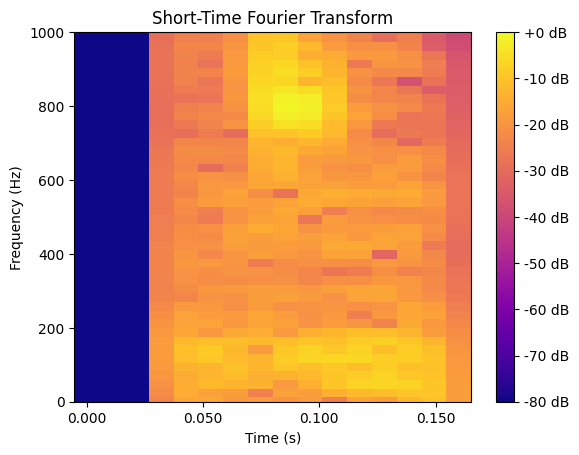 Short-Time Fourier Transform
1000
800
600
400
200
0
Frequency (Hz)
0.000
0.050
0.100
0.150
Time (s)
+0 dB
-10 dB
-20 dB
-30 dB
-40 dB
-50 dB
-60 dB
-70 dB
-80 dB